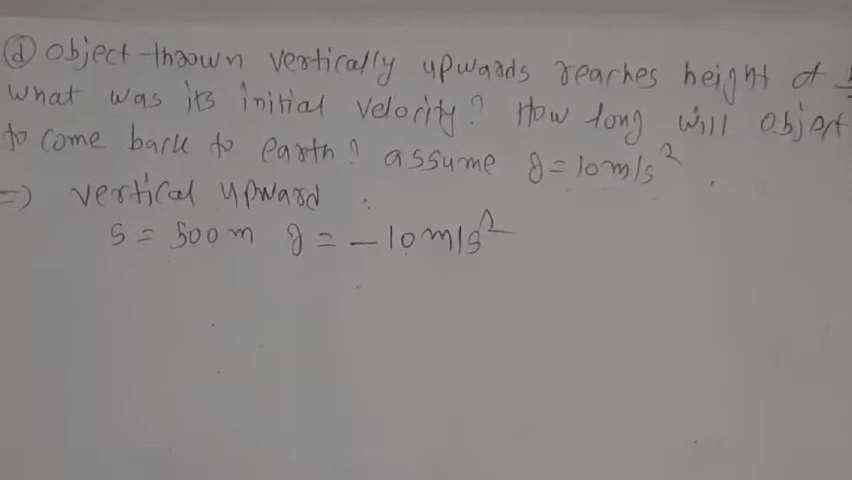 (d) object thrown vertically upwards reaches height of
what was its initial velocity? How long will object
to come back to earth? assume g=10m/s²
=) vertical upward :
s = 500m g = -10m/s²